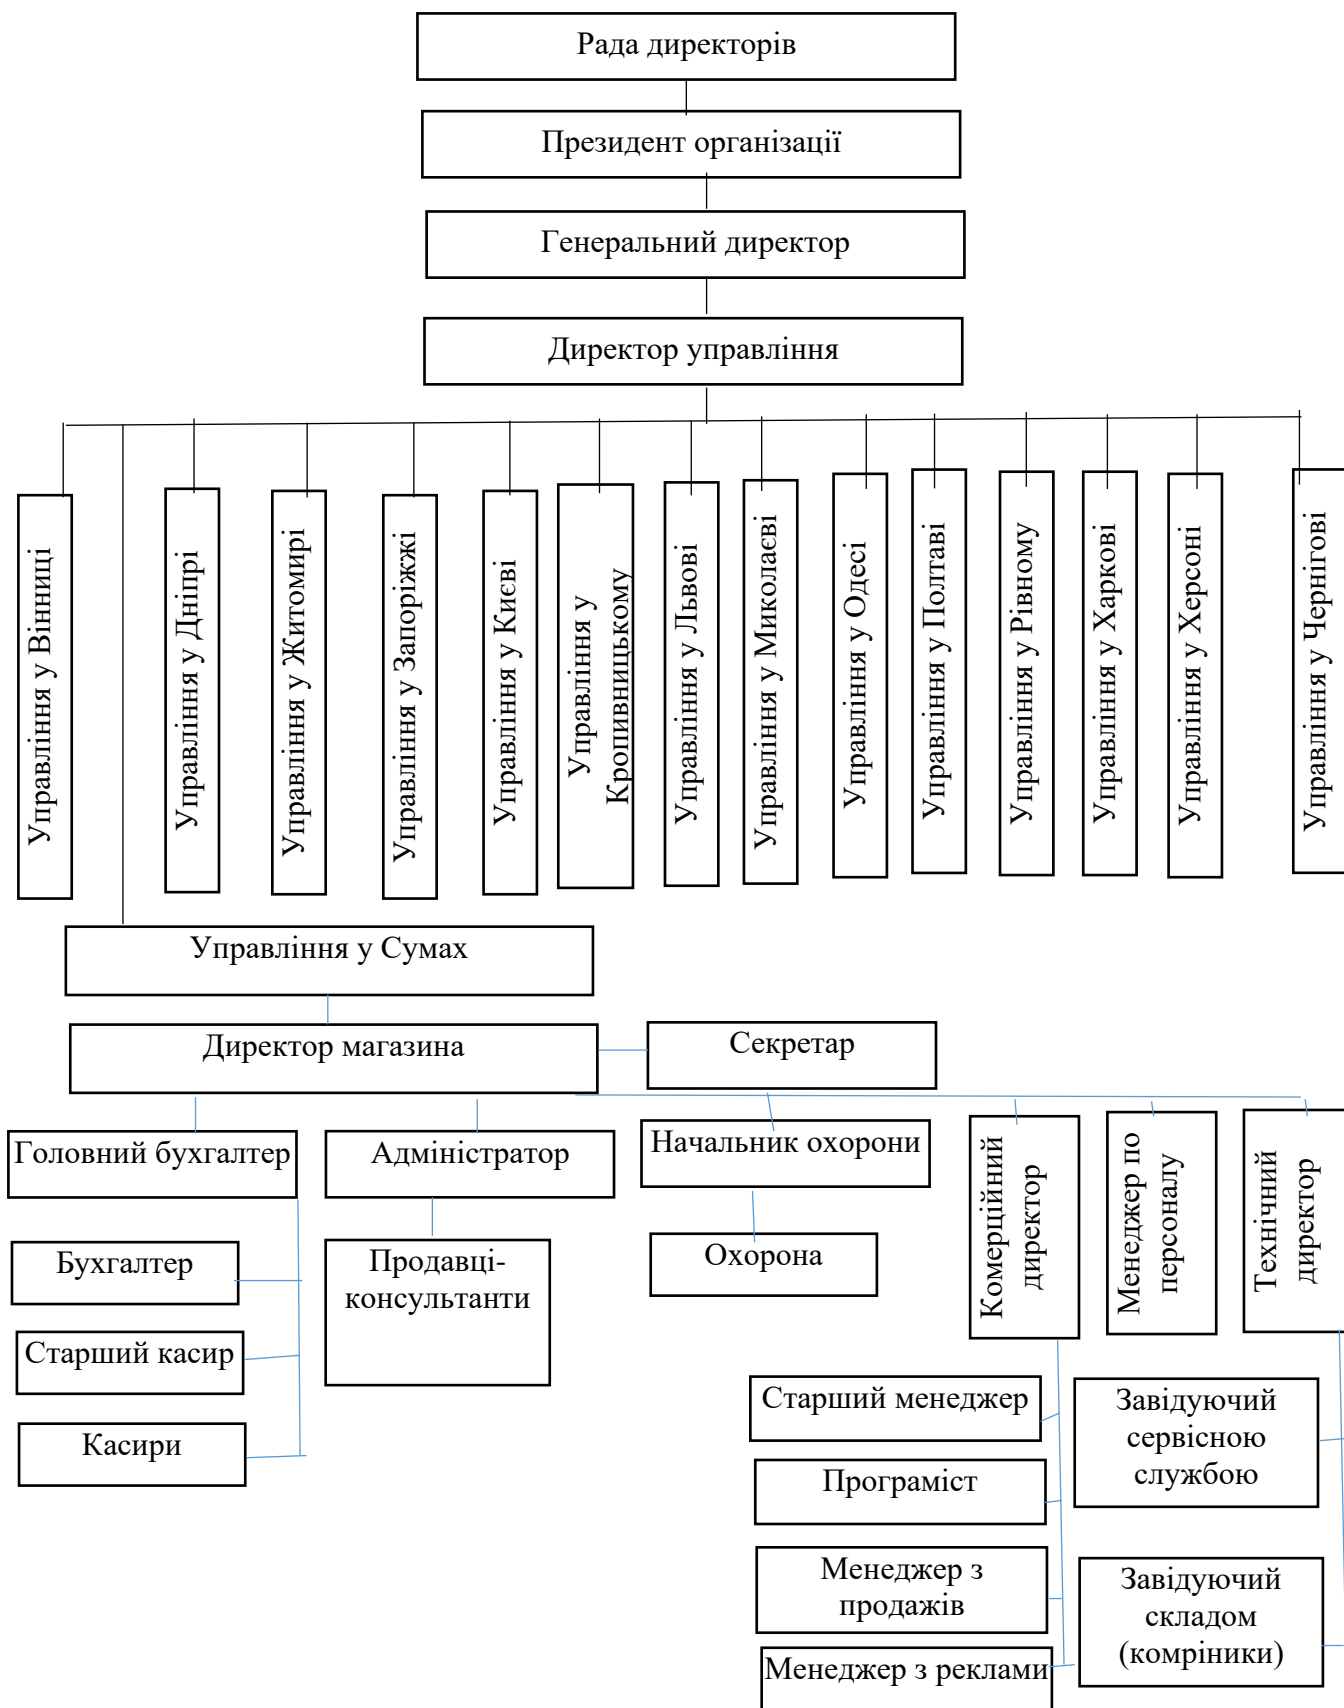 Рада директорів
Президент організації
Генеральний директор
Директор управління
Управління у Вінниці
Управління у Дніпрі
Управління у Житомирі
Управління у Запоріжжі
Управління у Києві
Управління у
Кропивницькому
Управління у Львові
Управління у Миколаєві
Управління у Одесі
Управління у Полтаві
Управління у Рівному
Управління у Харкові
Управління у Херсоні
Управління у Чернігові
Управління у Сумах
Директор магазина
Секретар
Головний бухгалтер
Адміністратор
Начальник охорони
Комерційний
директор
Менеджер по
персоналу
Технічний
директор
Бухгалтер
Продавці-
консультанти
Охорона
Старший касир
Касири
Старший менеджер
Завідуючий
сервісною
службою
Програміст
Менеджер з
продажів
Завідуючий
складом
(комріники)
Менеджер з реклами